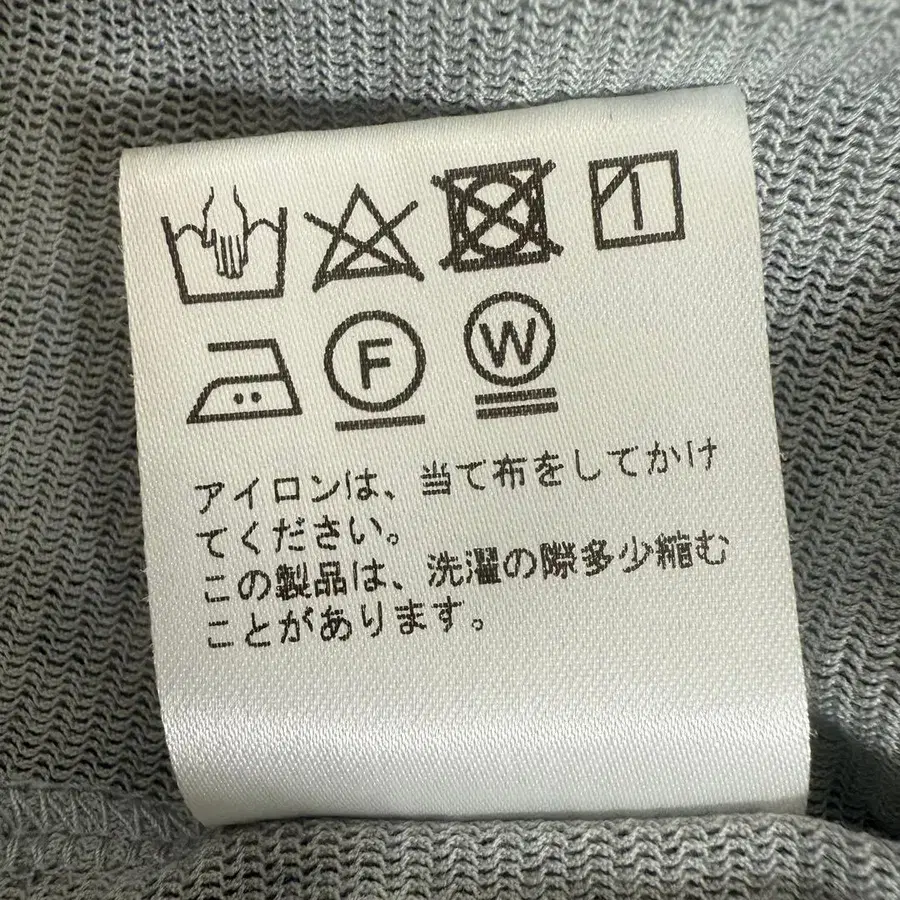 F W
アイロンは、当て布をしてかけ
てください。
この製品は、洗濯の際多少縮む
ことがあります。